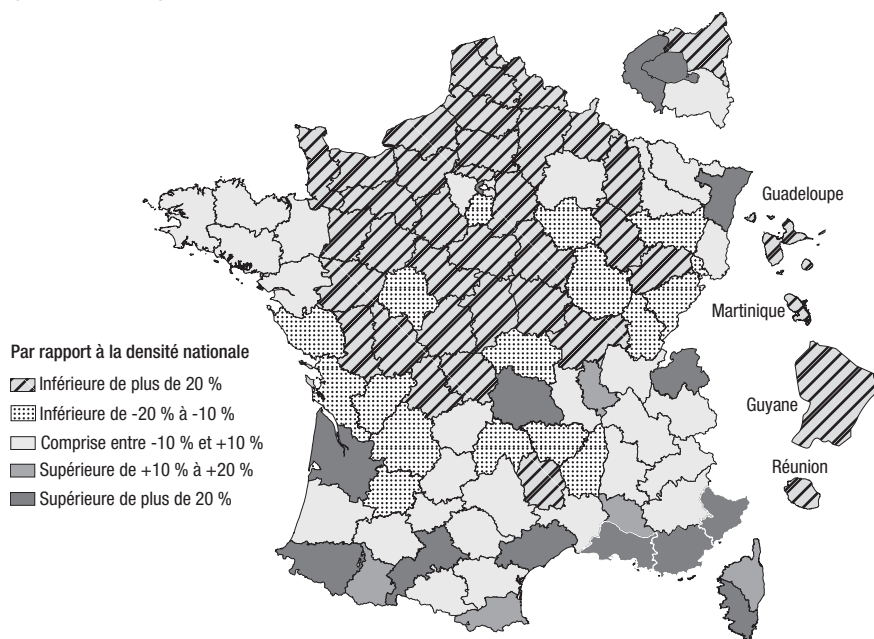 Guadeloupe
Martinique
Par rapport à la densité nationale
Inférieure de plus de 20 %
Inférieure de -20 % à -10 %
Guyane
Comprise entre -10 % et +10 %
Supérieure de +10 % à +20 %
Réunion
Supérieure de plus de 20 %